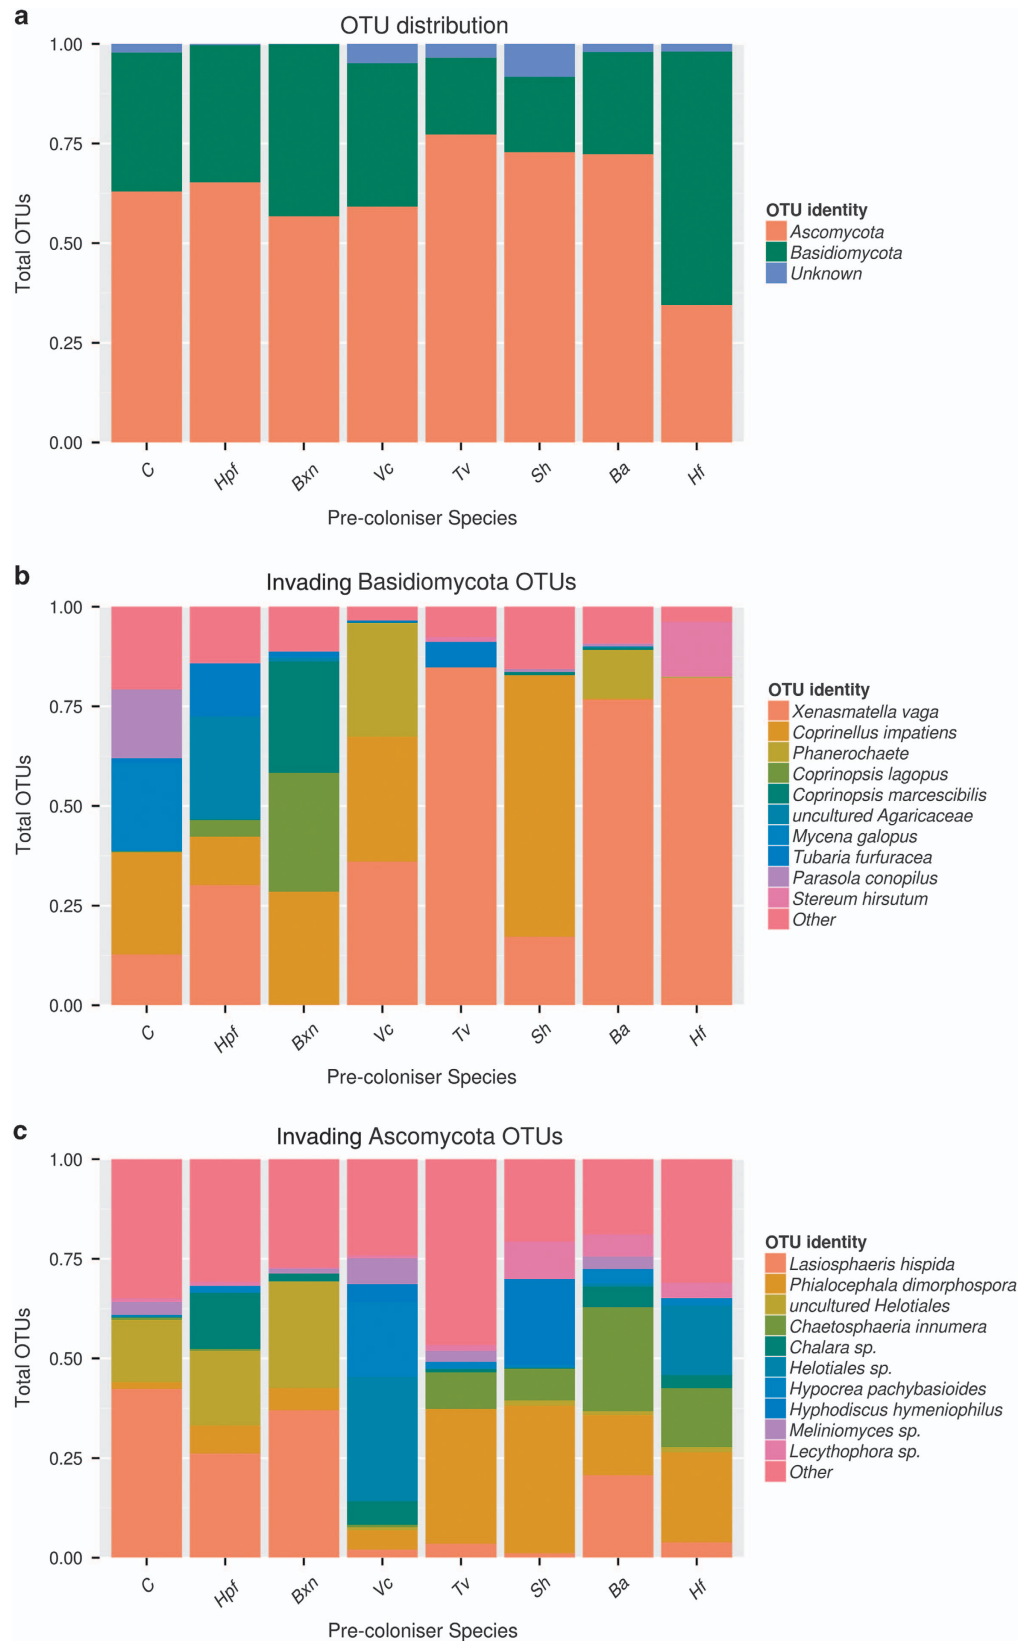 a
OTU distribution
1.00
0.75
0.50
0.25
0.00
Total OTUs
C Hpf Bxn Vc Tv Sh Ba Hf
Pre-coloniser Species
OTU identity
Ascomycota
Basidiomycota
Unknown
b
Invading Basidiomycota OTUs
1.00
0.75
0.50
0.25
0.00
Total OTUs
C Hpf Bxn Vc Tv Sh Ba Hf
Pre-coloniser Species
OTU identity
Xenasmatella vaga
Coprinellus impatiens
Phanerochaete
Coprinopsis lagopus
Coprinopsis marcescibilis
uncultured Agaricaceae
Mycena galopus
Tubaria furfuracea
Parasola conopilus
Stereum hirsutum
Other
c
Invading Ascomycota OTUs
1.00
0.75
0.50
0.25
0.00
Total OTUs
C Hpf Bxn Vc Tv Sh Ba Hf
Pre-coloniser Species
OTU identity
Lasiosphaeris hispida
Phialocephala dimorphospora
uncultured Helotiales
Chaetosphaeria innumera
Chalara sp.
Helotiales sp.
Hypocrea pachybasioides
Hyphodiscus hymeniophilus
Meliniomyces sp.
Lecythophora sp.
Other